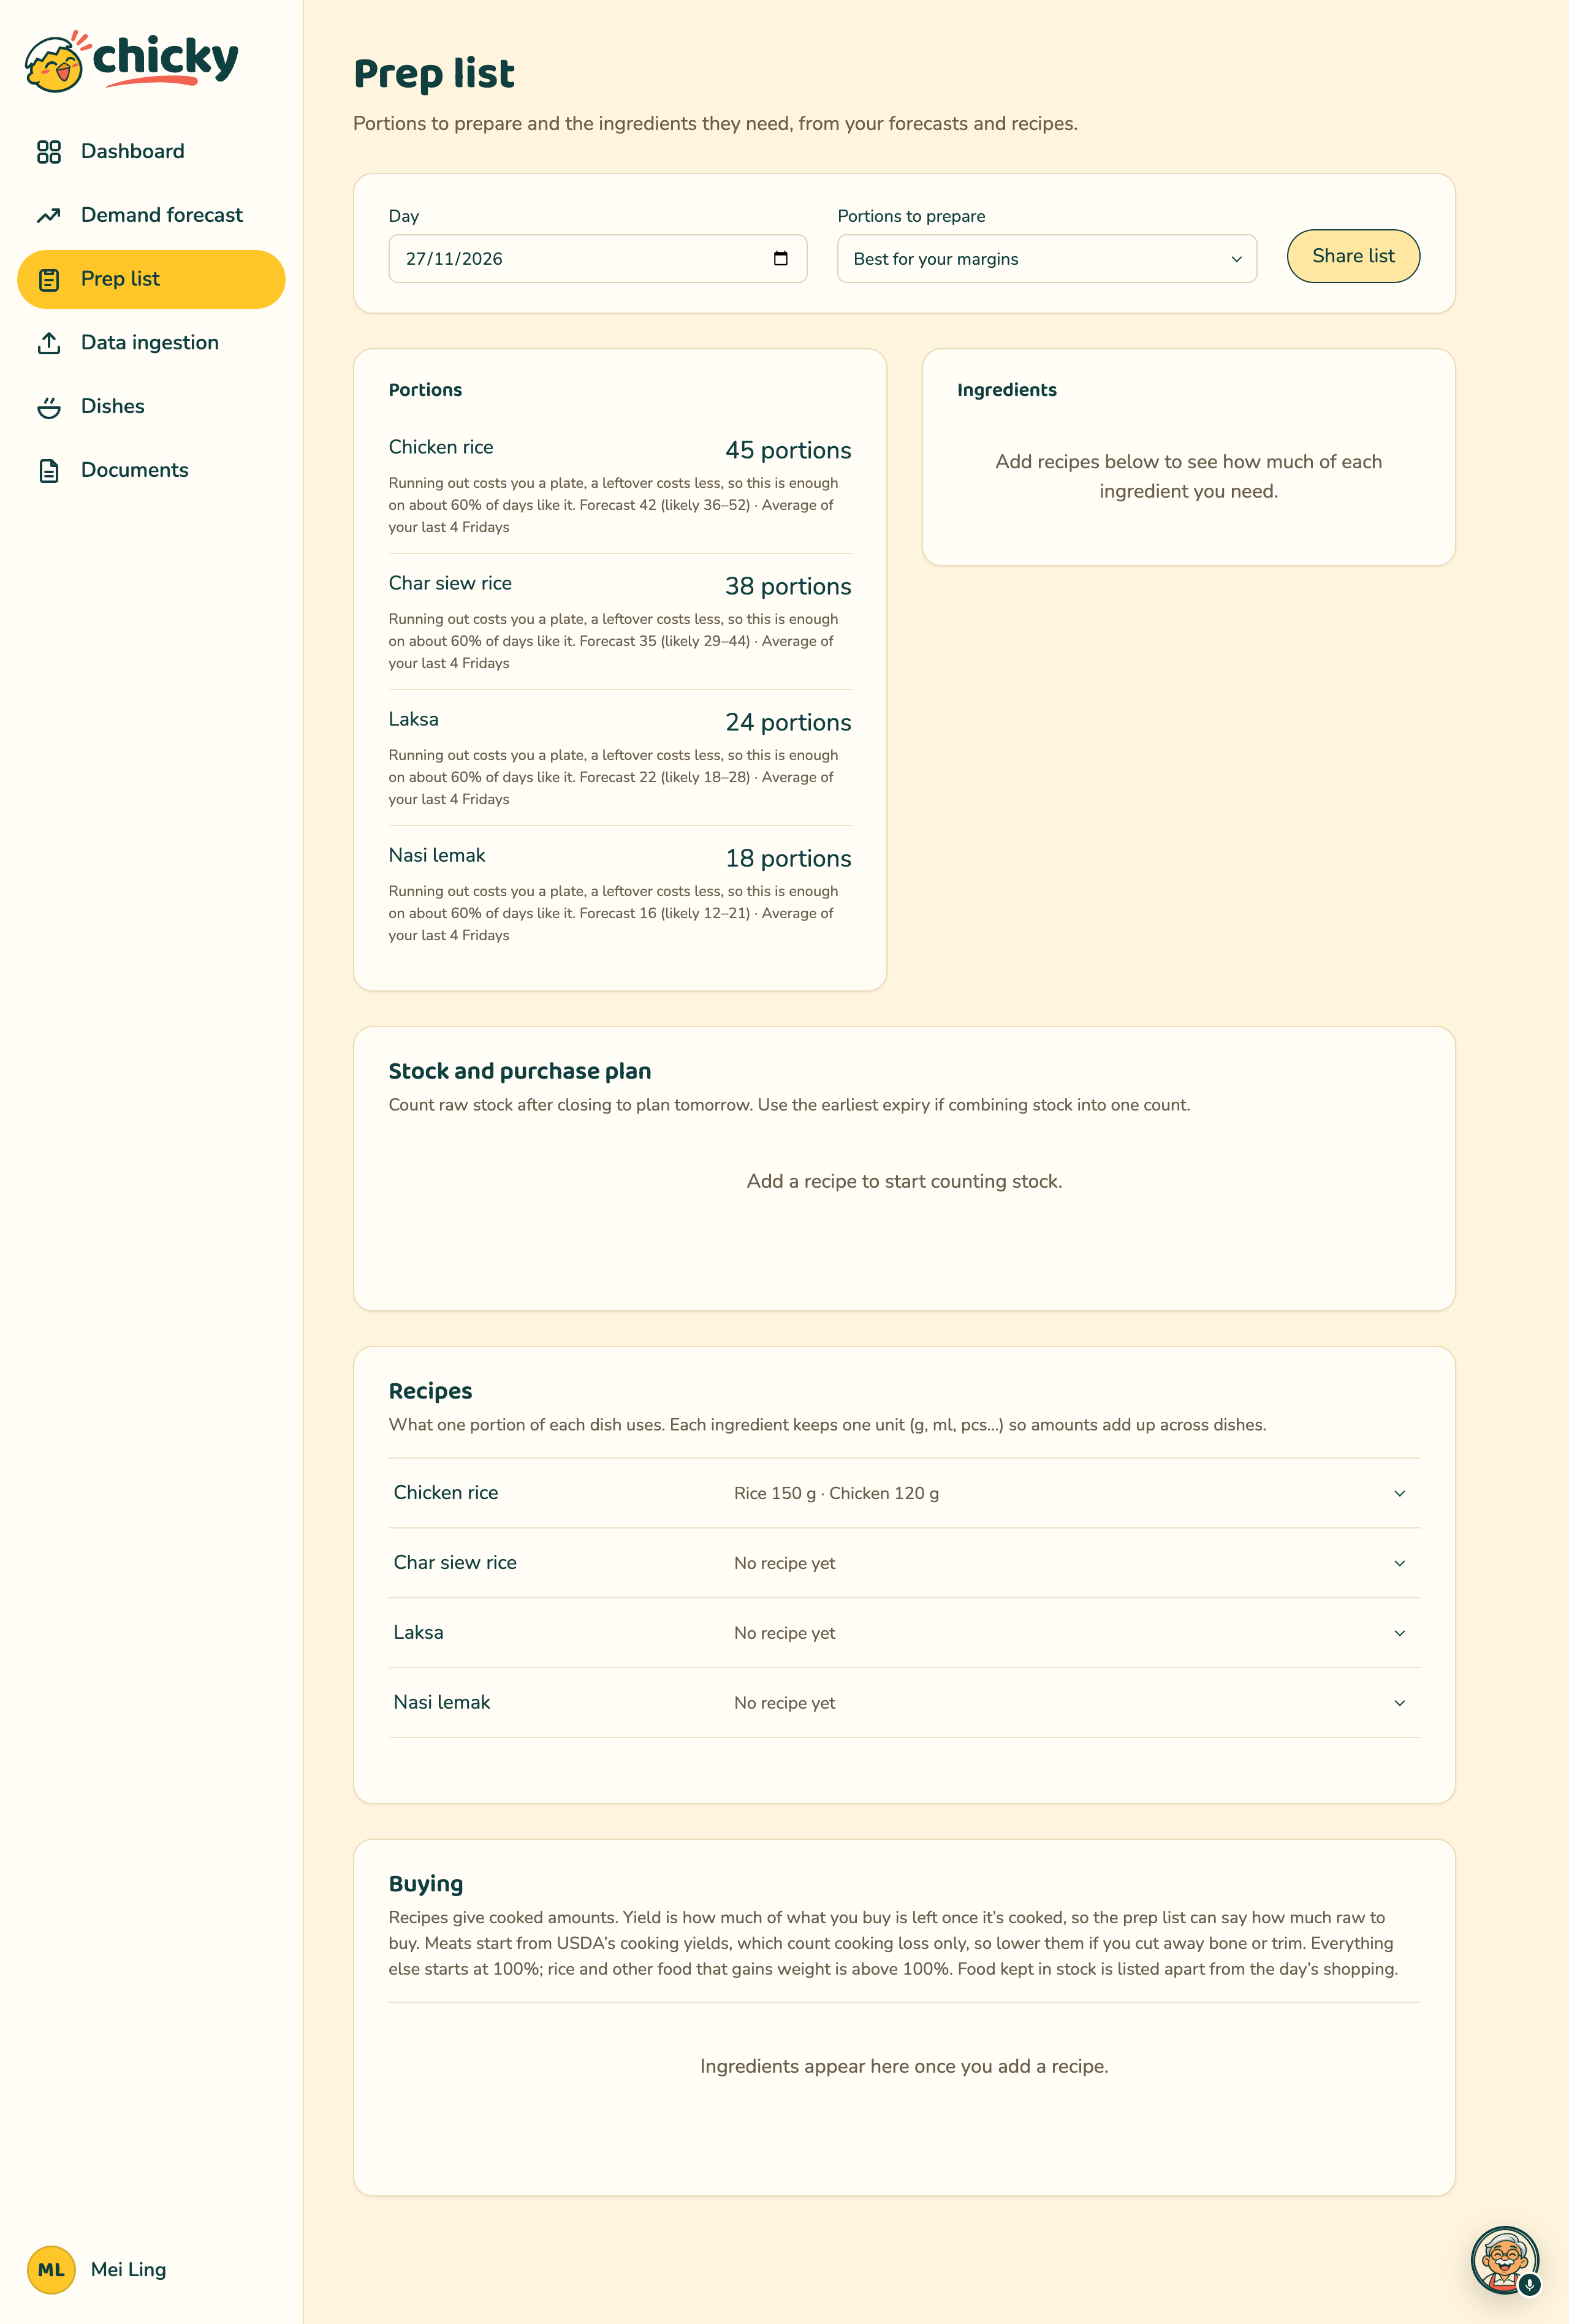 chicky
Dashboard
Demand forecast
Prep list
Data ingestion
Dishes
Documents
ML
Mei Ling
Prep list
Portions to prepare and the ingredients they need, from your forecasts and recipes.
Day
27/11/2026
Portions to prepare
Best for your margins
Share list
Portions
Chicken rice
45 portions
Running out costs you a plate, a leftover costs less, so this is enough
on about 60% of days like it. Forecast 42 (likely 36–52) · Average of
your last 4 Fridays
Char siew rice
38 portions
Running out costs you a plate, a leftover costs less, so this is enough
on about 60% of days like it. Forecast 35 (likely 29–44) · Average of
your last 4 Fridays
Laksa
24 portions
Running out costs you a plate, a leftover costs less, so this is enough
on about 60% of days like it. Forecast 22 (likely 18–28) · Average of
your last 4 Fridays
Nasi lemak
18 portions
Running out costs you a plate, a leftover costs less, so this is enough
on about 60% of days like it. Forecast 16 (likely 12–21) · Average of
your last 4 Fridays
Ingredients
Add recipes below to see how much of each
ingredient you need.
Stock and purchase plan
Count raw stock after closing to plan tomorrow. Use the earliest expiry if combining stock into one count.
Add a recipe to start counting stock.
Recipes
What one portion of each dish uses. Each ingredient keeps one unit (g, ml, pcs...) so amounts add up across dishes.
Chicken rice
Rice 150 g · Chicken 120 g
Char siew rice
No recipe yet
Laksa
No recipe yet
Nasi lemak
No recipe yet
Buying
Recipes give cooked amounts. Yield is how much of what you buy is left once it’s cooked, so the prep list can say how much raw to
buy. Meats start from USDA’s cooking yields, which count cooking loss only, so lower them if you cut away bone or trim. Everything
else starts at 100%; rice and other food that gains weight is above 100%. Food kept in stock is listed apart from the day’s shopping.
Ingredients appear here once you add a recipe.